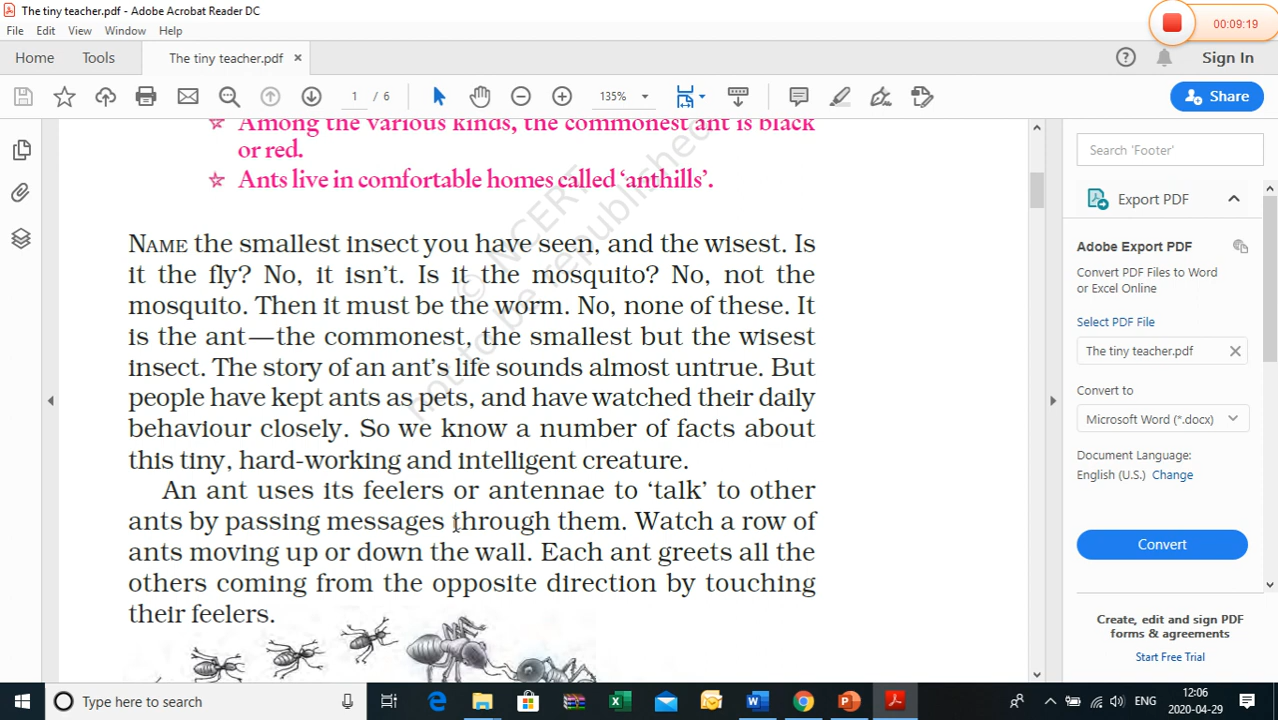 The tiny teacher.pdf - Adobe Acrobat Reader DC
00:09:19
File Edit View Window Help
Home Tools The tiny teacher.pdf × Sign In
1 / 6 135% Share
Among the various kinds, the commonest ant is black
or red.
Ants live in comfortable homes called ‘anthills’.
NAME the smallest insect you have seen, and the wisest. Is
it the fly? No, it isn’t. Is it the mosquito? No, not the
mosquito. Then it must be the worm. No, none of these. It
is the ant—the commonest, the smallest but the wisest
insect. The story of an ant’s life sounds almost untrue. But
people have kept ants as pets, and have watched their daily
behaviour closely. So we know a number of facts about
this tiny, hard-working and intelligent creature.
An ant uses its feelers or antennae to ‘talk’ to other
ants by passing messages through them. Watch a row of
ants moving up or down the wall. Each ant greets all the
others coming from the opposite direction by touching
their feelers.
© NCERT
not to be republished
Search 'Footer'
Export PDF
Adobe Export PDF
Convert PDF Files to Word
or Excel Online
Select PDF File
The tiny teacher.pdf
Convert to
Microsoft Word (*.docx)
Document Language:
English (U.S.) Change
Convert
Create, edit and sign PDF
forms & agreements
Start Free Trial
Type here to search
ENG
12:06
2020-04-29